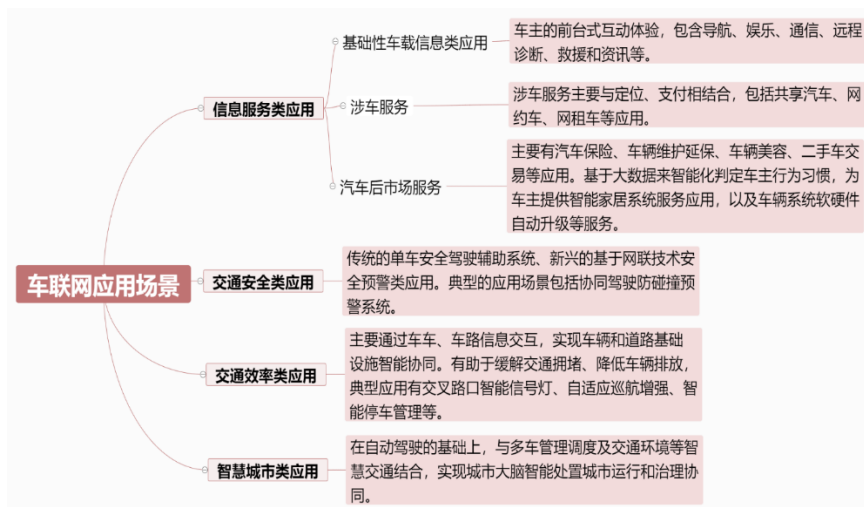 车联网应用场景
信息服务类应用
基础性车载信息类应用
车主的前台式互动体验，包含导航、娱乐、通信、远程
诊断、救援和资讯等。
涉车服务
涉车服务主要与定位、支付相结合，包括共享汽车、网
约车、网租车等应用。
汽车后市场服务
主要有汽车保险、车辆维护延保、车辆美容、二手车交
易等应用。基于大数据来智能化判定车主行为习惯，为
车主提供智能家居系统服务应用，以及车辆系统软硬件
自动升级等服务。
交通安全类应用
传统的单车安全驾驶辅助系统、新兴的基于网联技术安
全预警类应用。典型的应用场景包括协同驾驶防碰撞预
警系统。
交通效率类应用
主要通过车车、车路信息交互，实现车辆和道路基础
设施智能协同。有助于缓解交通拥堵、降低车辆排放，
典型应用有交叉路口智能信号灯、自适应巡航增强、智
能停车管理等。
智慧城市类应用
在自动驾驶的基础上，与多车管理调度及交通环境等智
慧交通结合，实现城市大脑智能处置城市运行和治理协
同。